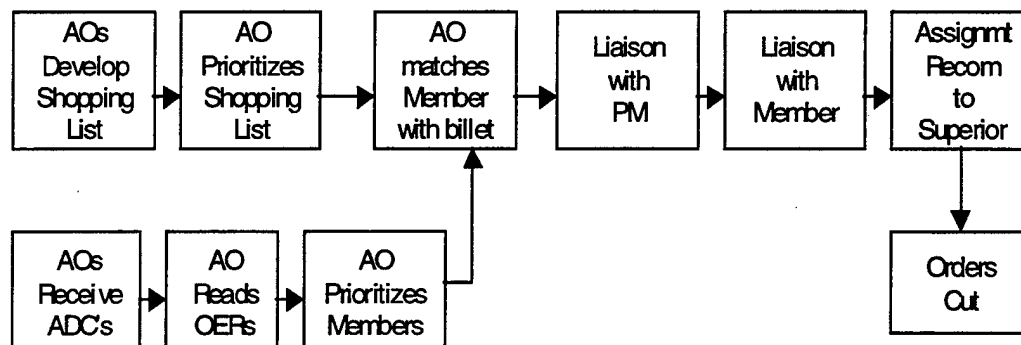 AOs
Develop
Shopping
List
AO
Prioritizes
Shopping
List
AO
matches
Member
with billet
Liaison
with
PM
Liaison
with
Member
Assignmt
Recom
to
Superior
AOs
Receive
ADC's
AO
Reads
OERs
AO
Prioritizes
Members
Orders
Cut